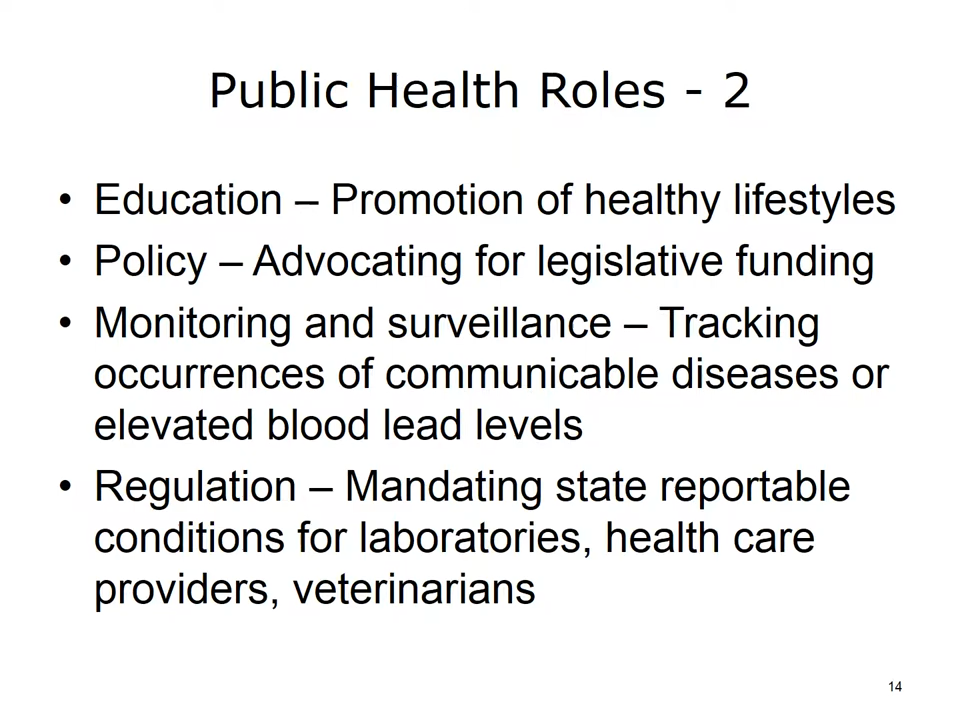 Public Health Roles - 2
• Education – Promotion of healthy lifestyles
• Policy – Advocating for legislative funding
• Monitoring and surveillance – Tracking
occurrences of communicable diseases or
elevated blood lead levels
• Regulation – Mandating state reportable
conditions for laboratories, health care
providers, veterinarians
14